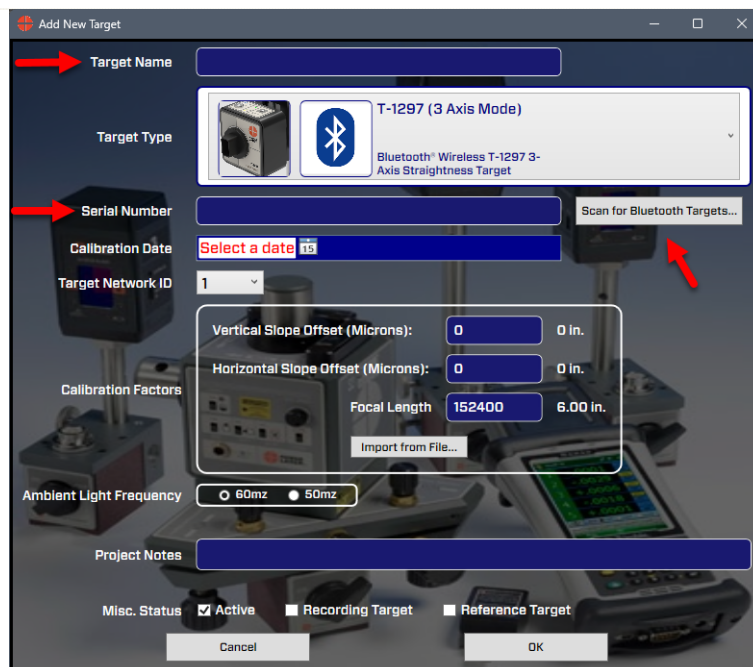 Add New Target
Target Name
Target Type
T-1297 (3 Axis Mode)
Bluetooth® Wireless T-1297 3-
Axis Straightness Target
Serial Number
Scan for Bluetooth Targets...
Calibration Date
Select a date 15
Target Network ID
1
Calibration Factors
Vertical Slope Offset (Microns):
0
0 in.
Horizontal Slope Offset (Microns):
0
0 in.
Focal Length
152400
6.00 in.
Import from File...
Ambient Light Frequency
60mz
50mz
Project Notes
Misc. Status
Active
Recording Target
Reference Target
Cancel
OK